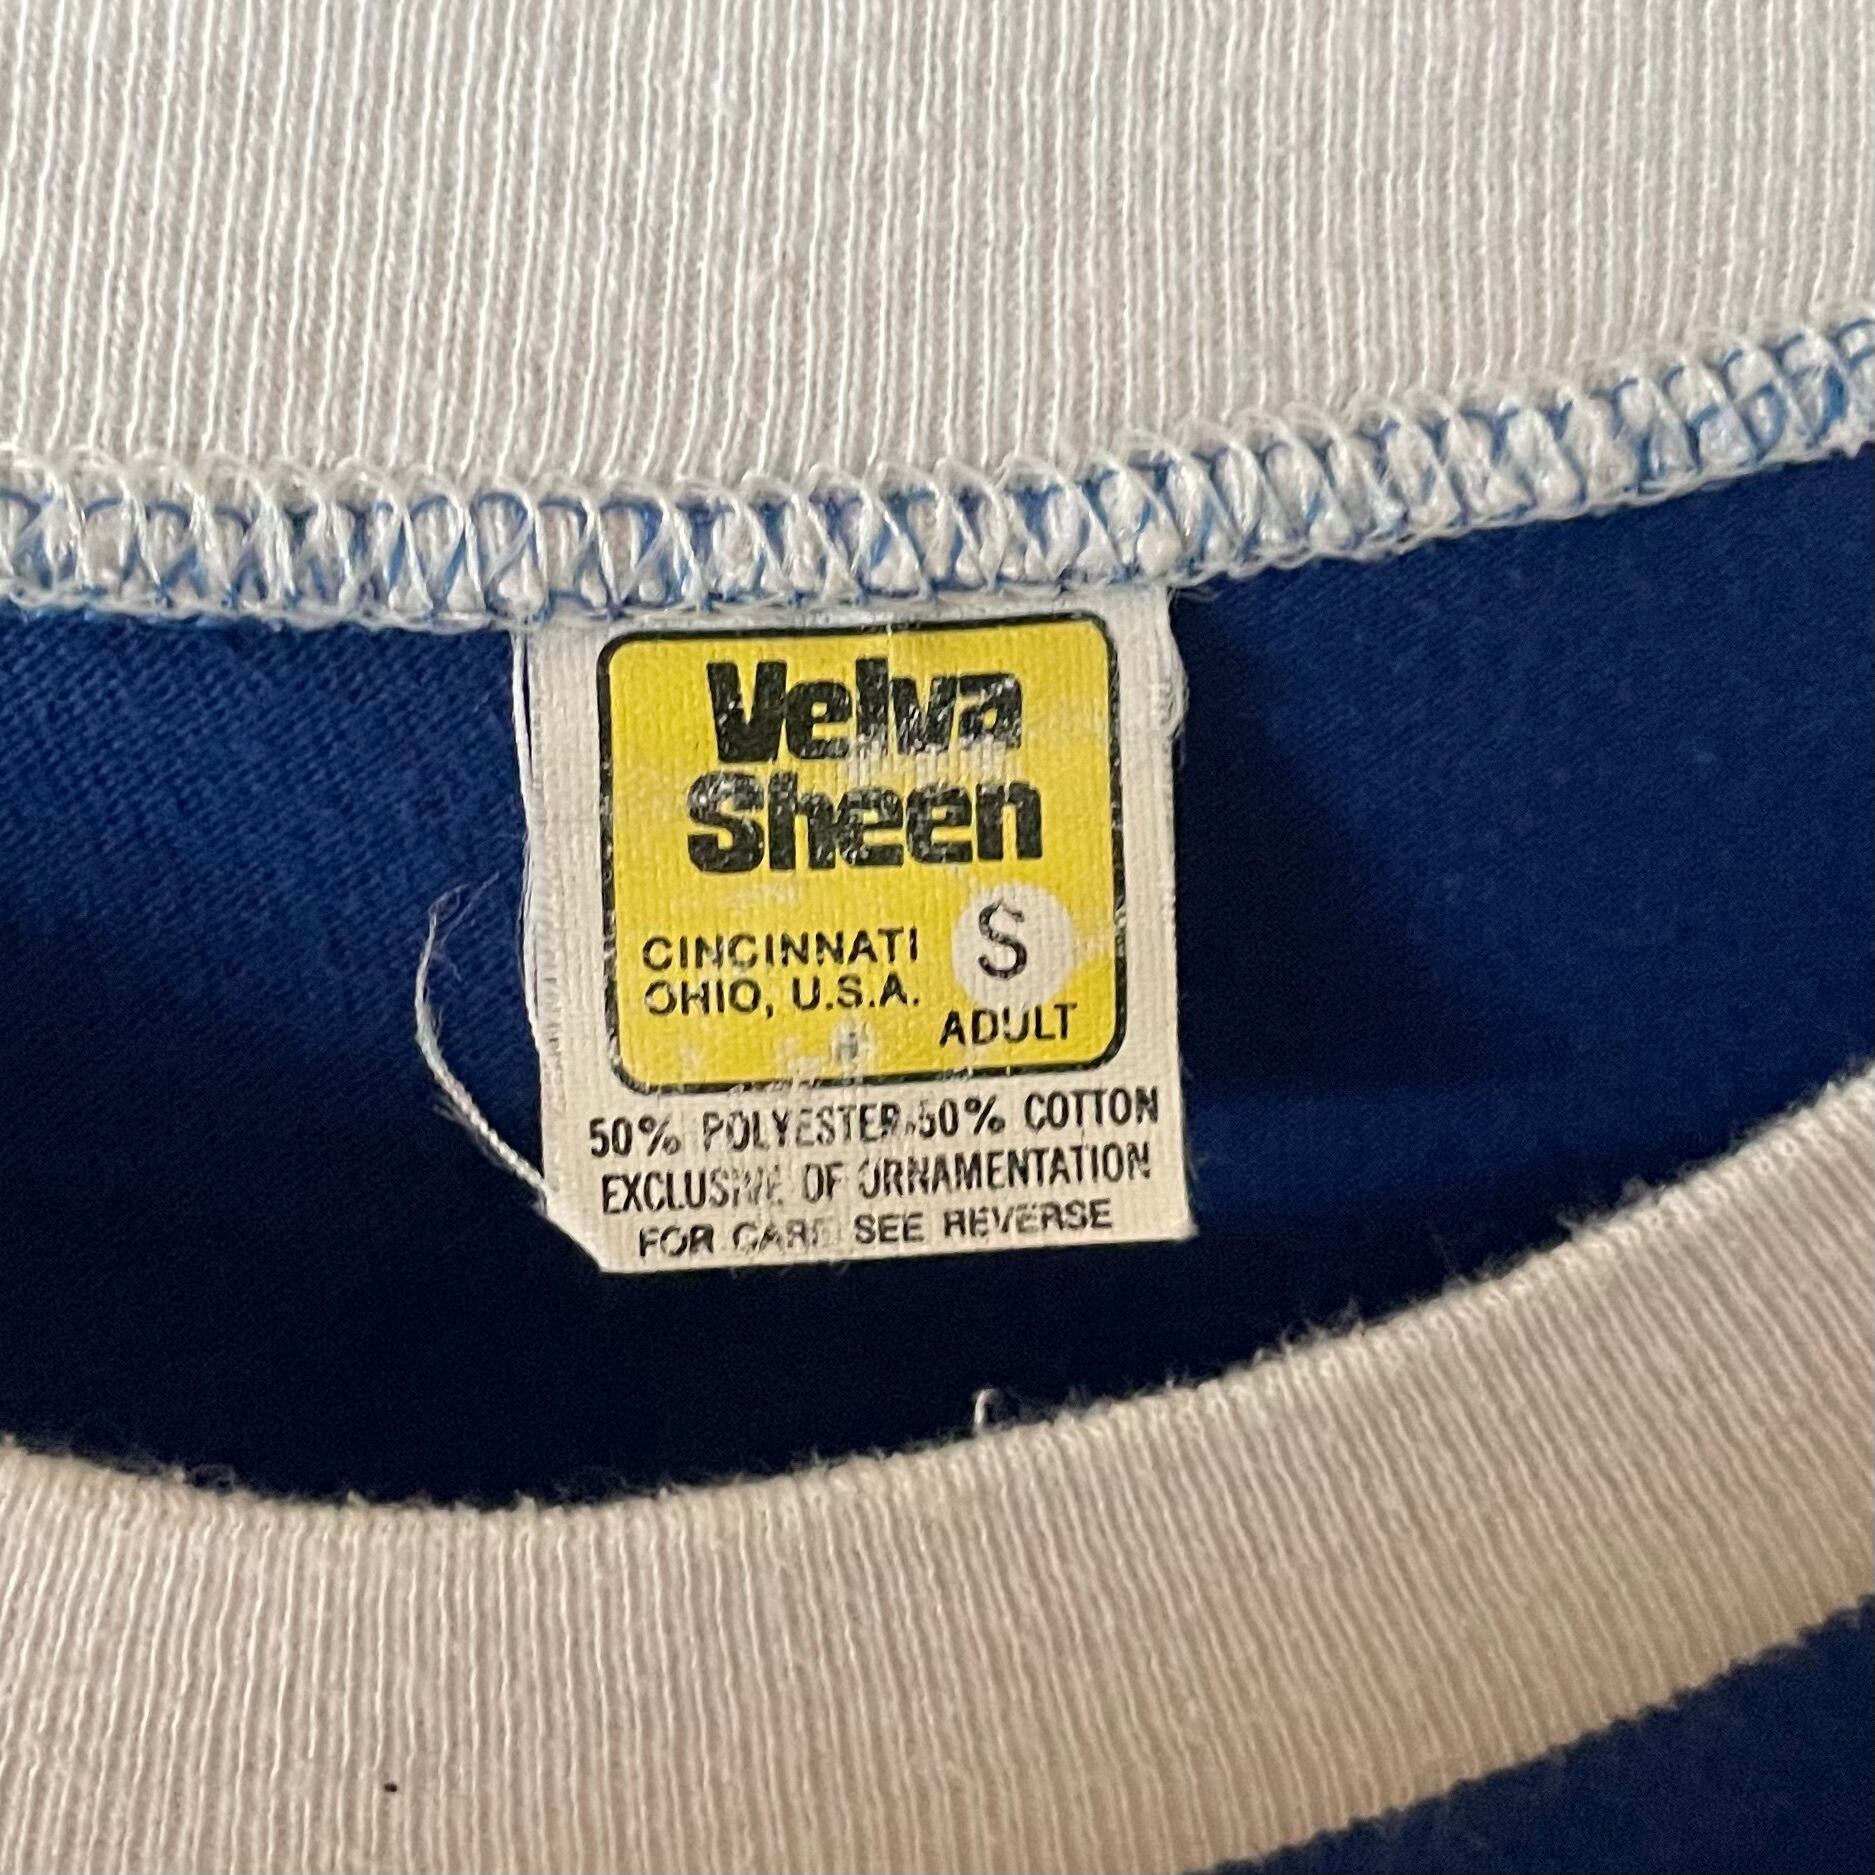 Velva
Sheen
CINCINNATI
OHIO, U.S.A.
S
ADULT
50% POLYESTER, 50% COTTON
EXCLUSIVE OF ORNAMENTATION
FOR CARE SEE REVERSE